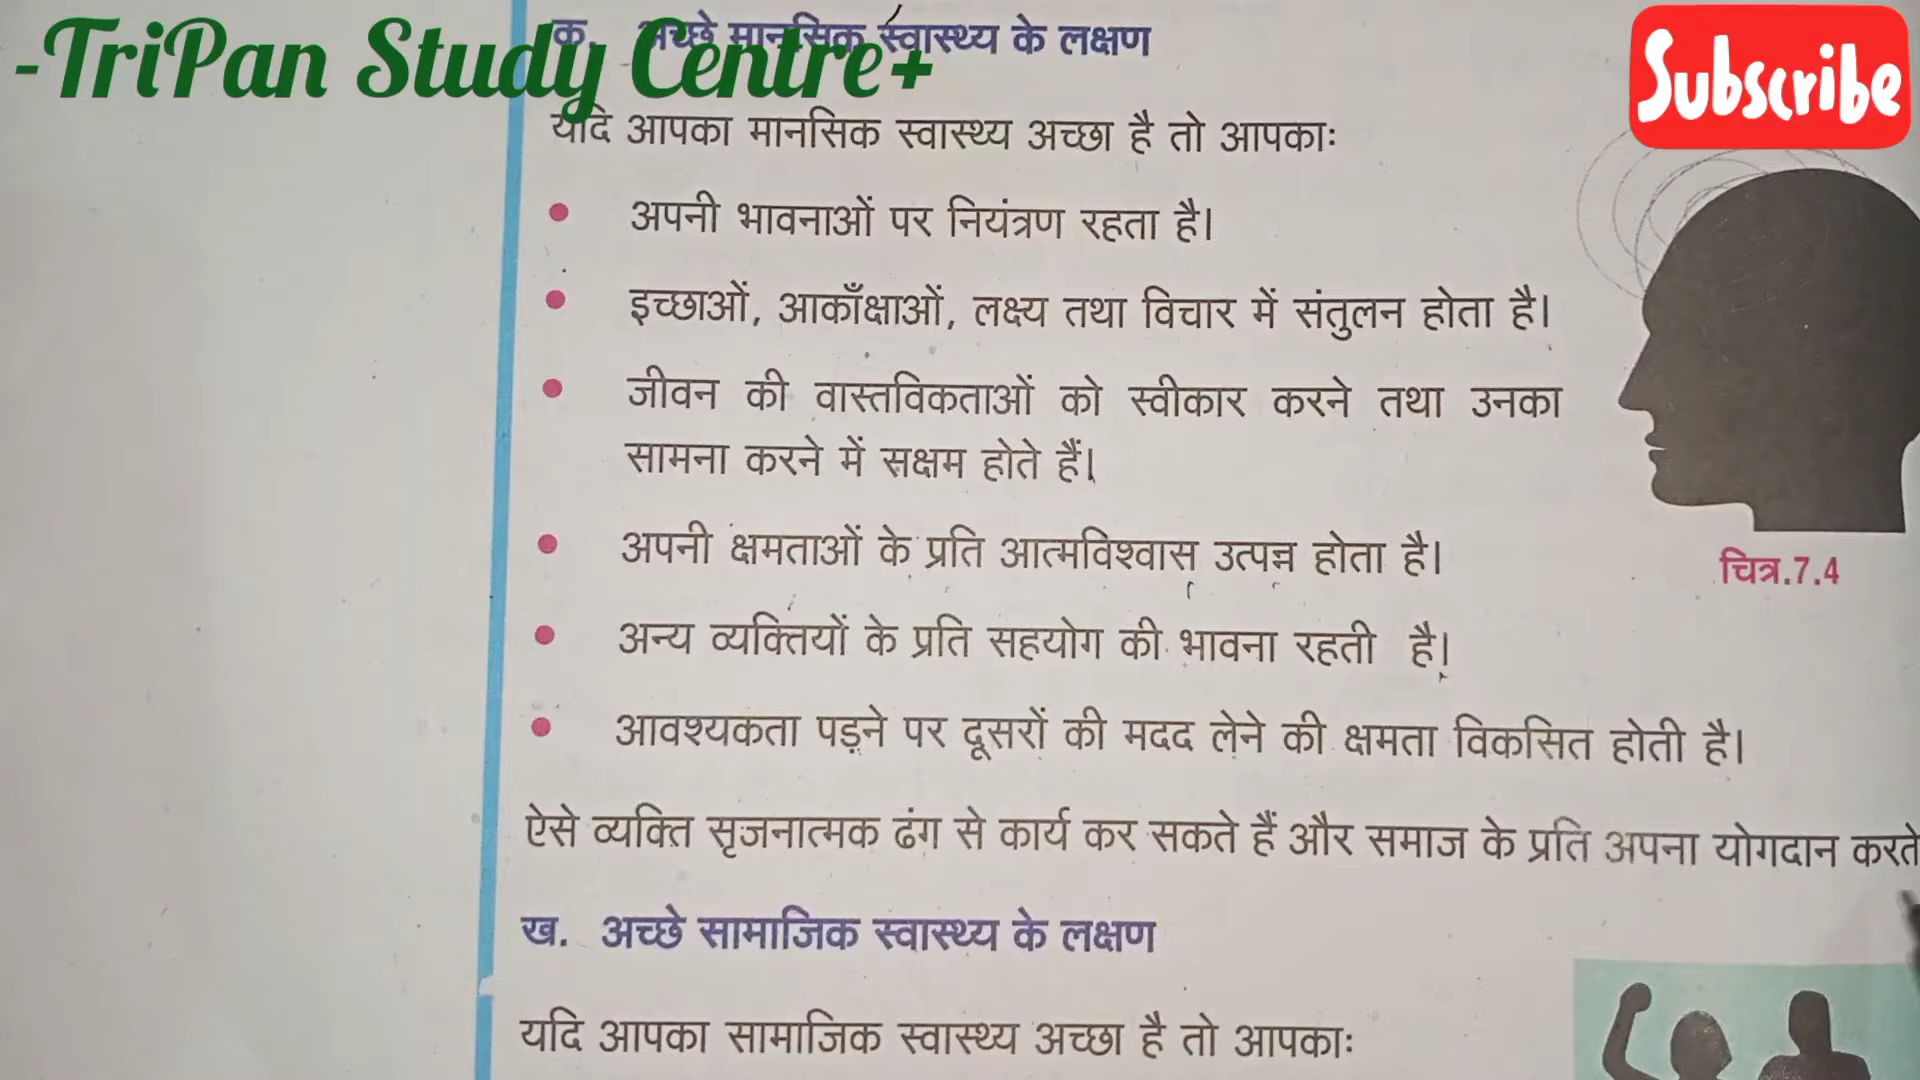 -TriPan Study Centre+
Subscribe
क. अच्छे मानसिक स्वास्थ्य के लक्षण
यदि आपका मानसिक स्वास्थ्य अच्छा है तो आपकाः
• अपनी भावनाओं पर नियंत्रण रहता है।
• इच्छाओं, आकाँक्षाओं, लक्ष्य तथा विचार में संतुलन होता है।
• जीवन की वास्तविकताओं को स्वीकार करने तथा उनका
सामना करने में सक्षम होते हैं।
• अपनी क्षमताओं के प्रति आत्मविश्वास उत्पन्न होता है।
चित्र.7.4
• अन्य व्यक्तियों के प्रति सहयोग की भावना रहती है।
• आवश्यकता पड़ने पर दूसरों की मदद लेने की क्षमता विकसित होती है।
ऐसे व्यक्ति सृजनात्मक ढंग से कार्य कर सकते हैं और समाज के प्रति अपना योगदान करते
ख. अच्छे सामाजिक स्वास्थ्य के लक्षण
यदि आपका सामाजिक स्वास्थ्य अच्छा है तो आपकाः